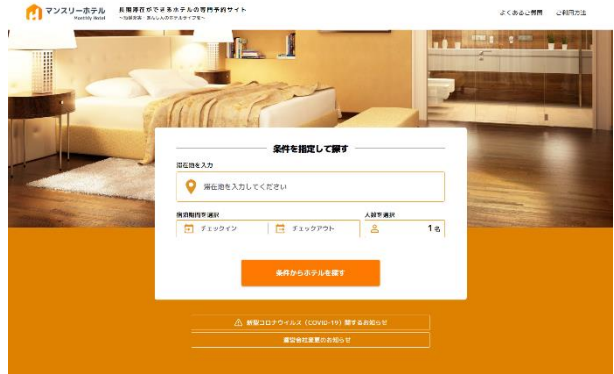 マンスリーホテル
Monthly Hotel
長期滞在ができるホテルの専門予約サイト
よくあるご質問
ご利用方法
条件を指定して探す
滞在地を入力
滞在地を入力してください
宿泊期間を選択
人数を選択
チェックイン
チェックアウト
1名
条件からホテルを探す
新型コロナウイルス（COVID-19）関するお知らせ
運営会社変更のお知らせ